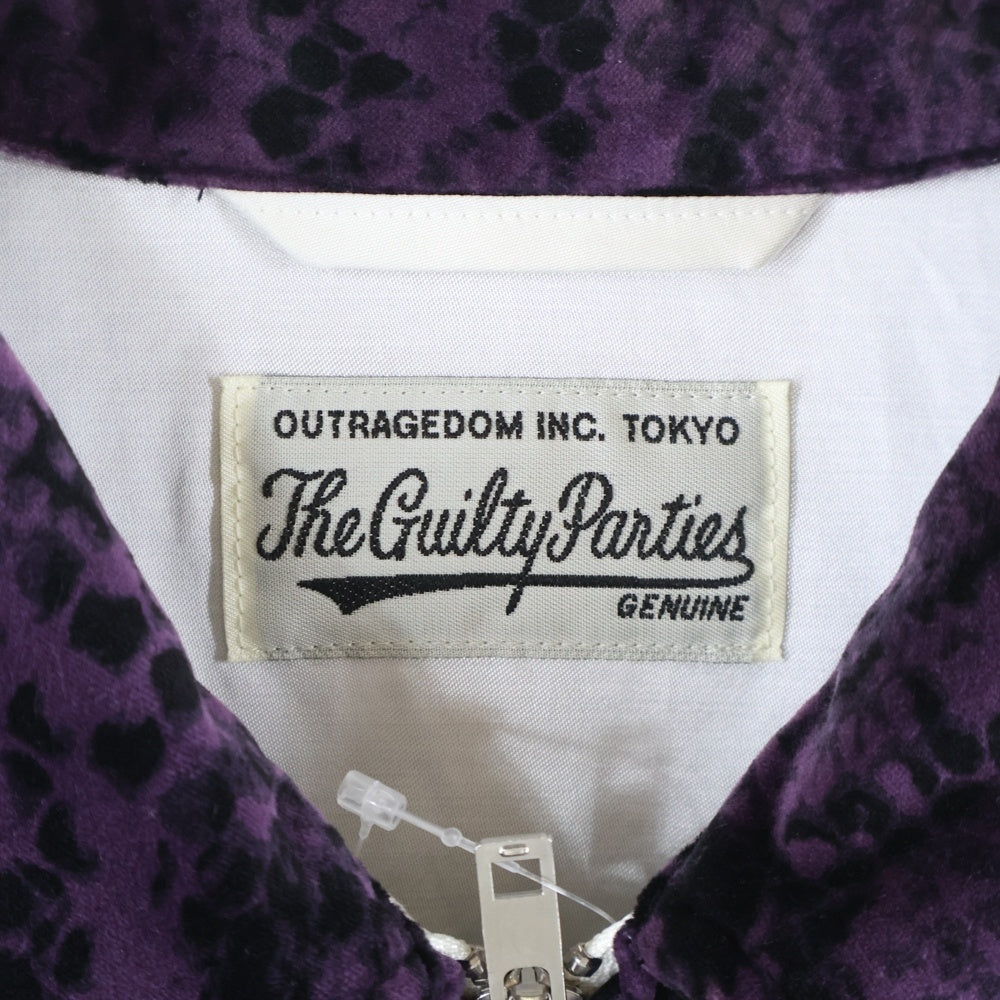 OUTRAGEDOM INC. TOKYO
The Guilty Parties
GENUINE